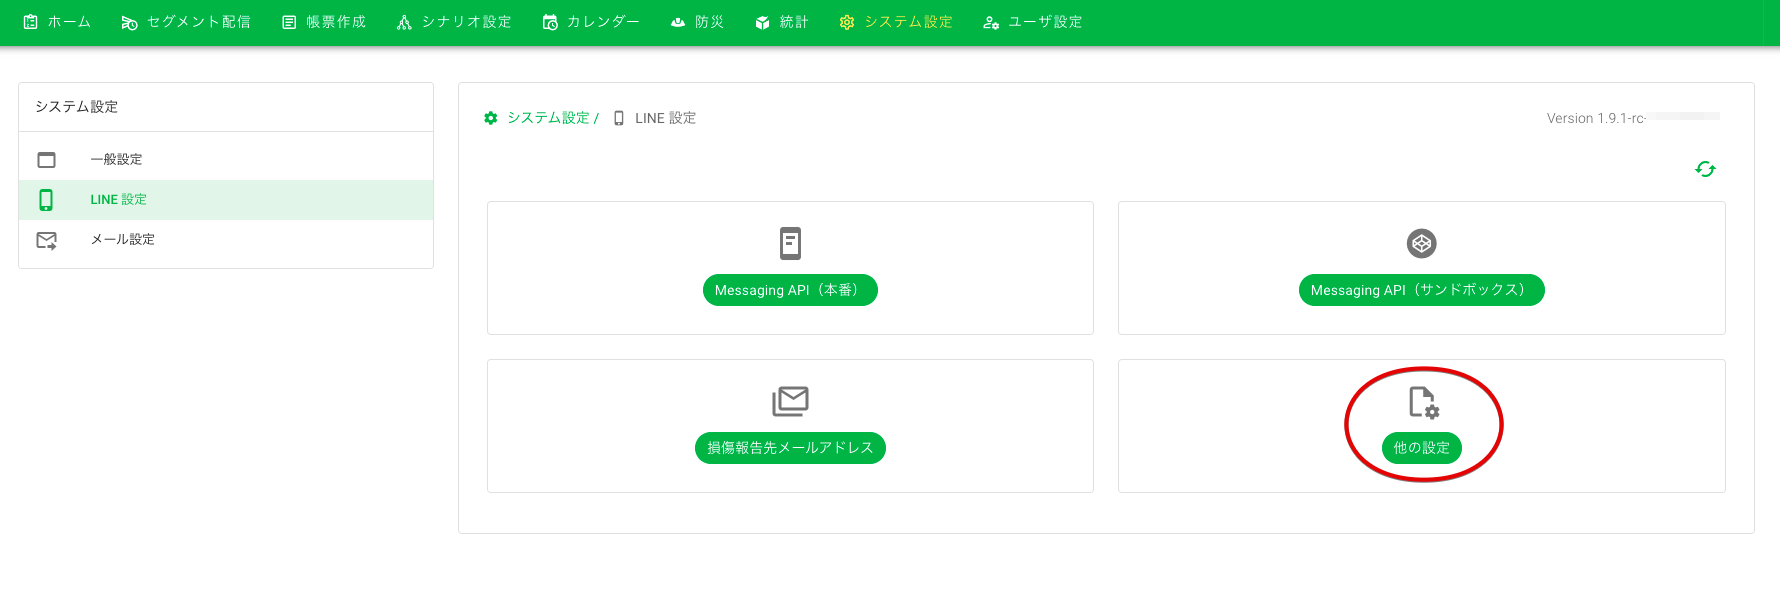 ホーム セグメント配信 帳票作成 シナリオ設定 カレンダー 防災 統計 システム設定 ユーザ設定
システム設定
一般設定
LINE 設定
メール設定
システム設定 / LINE 設定
Version 1.9.1-rc-
Messaging API（本番）
Messaging API（サンドボックス）
損傷報告先メールアドレス
他の設定